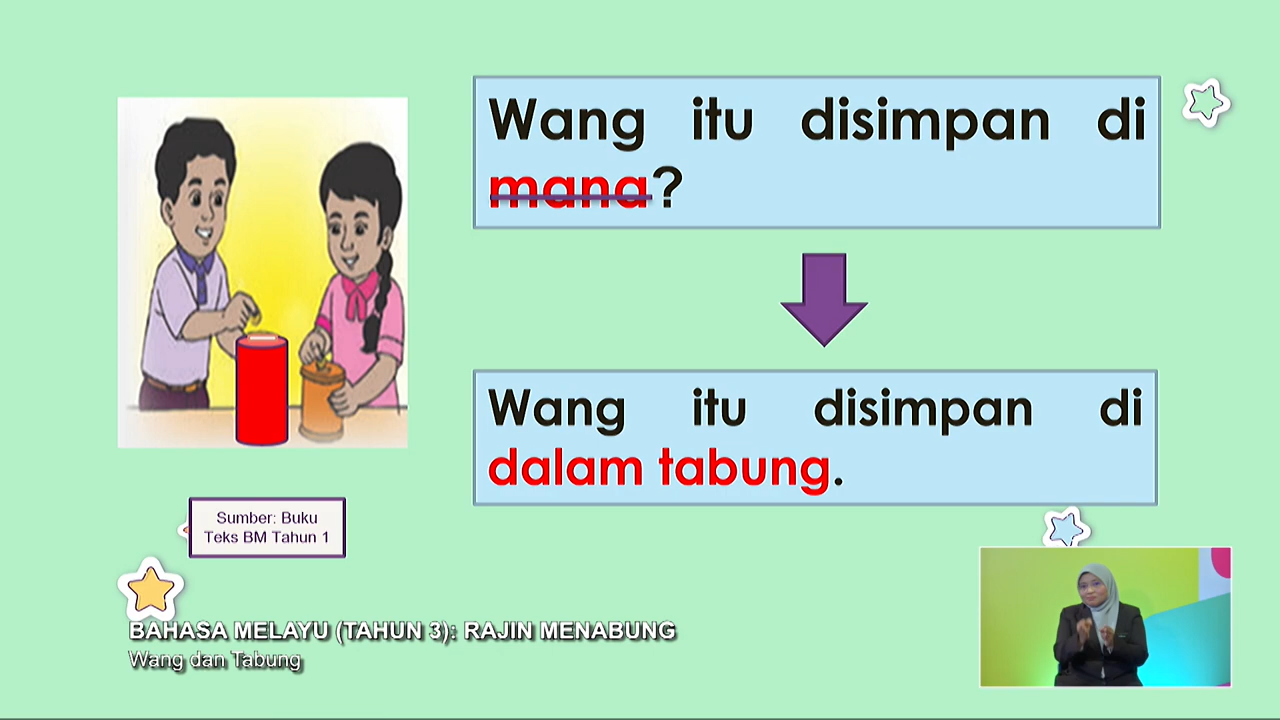 Wang itu disimpan di
mana?
Wang itu disimpan di
dalam tabung.
Sumber: Buku
Teks BM Tahun 1
BAHASA MELAYU (TAHUN 3): RAJIN MENABUNG
Wang dan Tabung